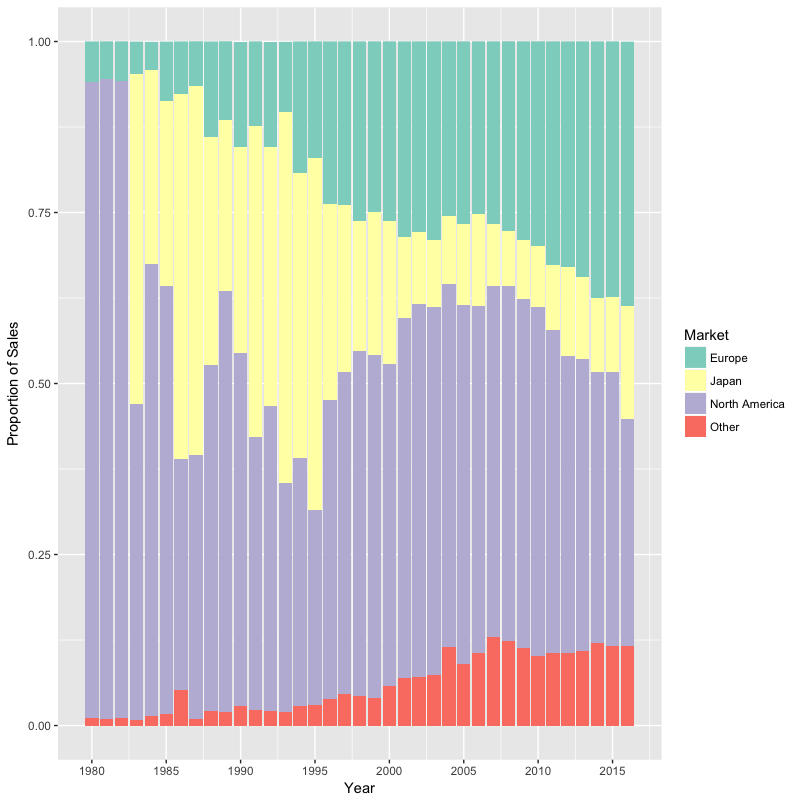 1.00
0.75
0.50
0.25
0.00
Proportion of Sales
1980 1985 1990 1995 2000 2005 2010 2015
Year
Market
Europe
Japan
North America
Other